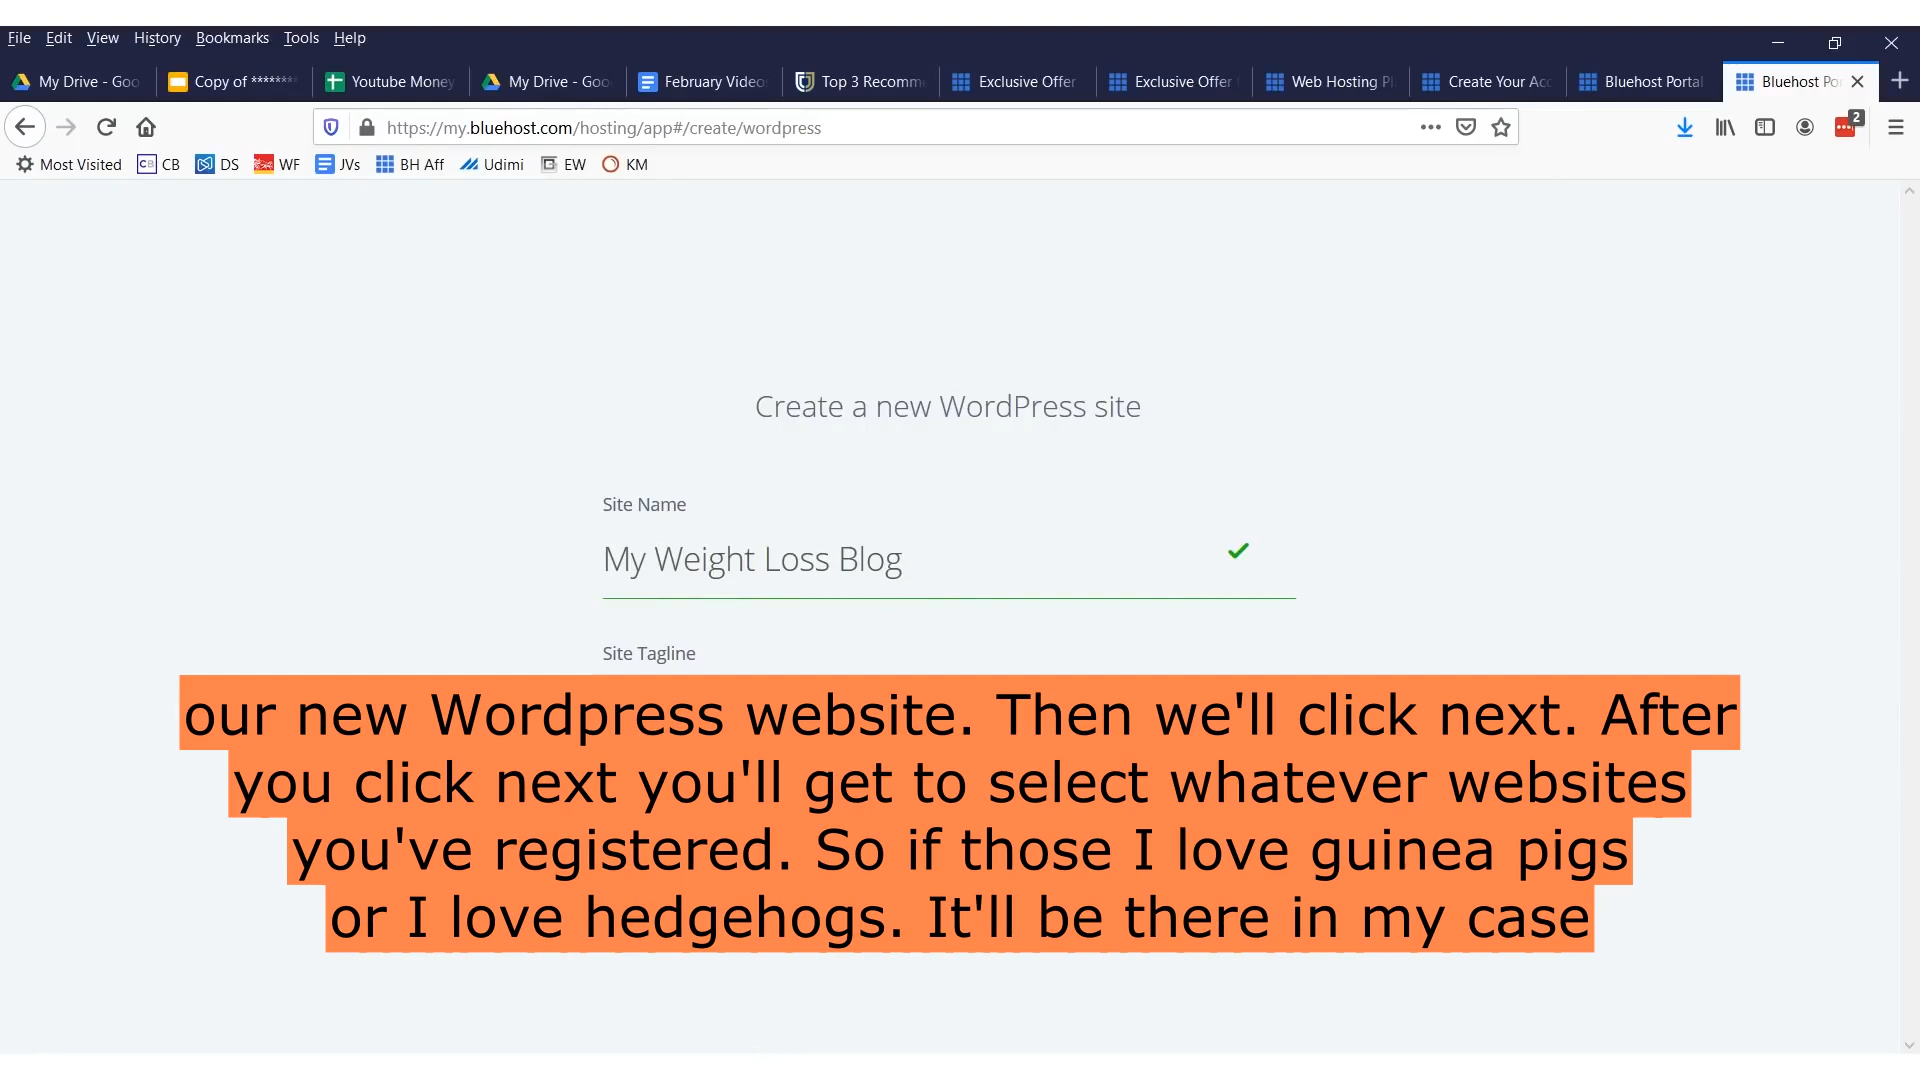 File Edit View History Bookmarks Tools Help
My Drive - Goo
Copy of ********
Youtube Money
My Drive - Goo
February Video
Top 3 Recomme
Exclusive Offer
Exclusive Offer
Web Hosting Pl
Create Your Acc
Bluehost Portal
Bluehost Por
https://my.bluehost.com/hosting/app#/create/wordpress
2
Most Visited CB CB DS WF JVs BH Aff Udimi EW KM
Create a new WordPress site
Site Name
My Weight Loss Blog
Site Tagline
our new Wordpress website. Then we'll click next. After
you click next you'll get to select whatever websites
you've registered. So if those I love guinea pigs
or I love hedgehogs. It'll be there in my case